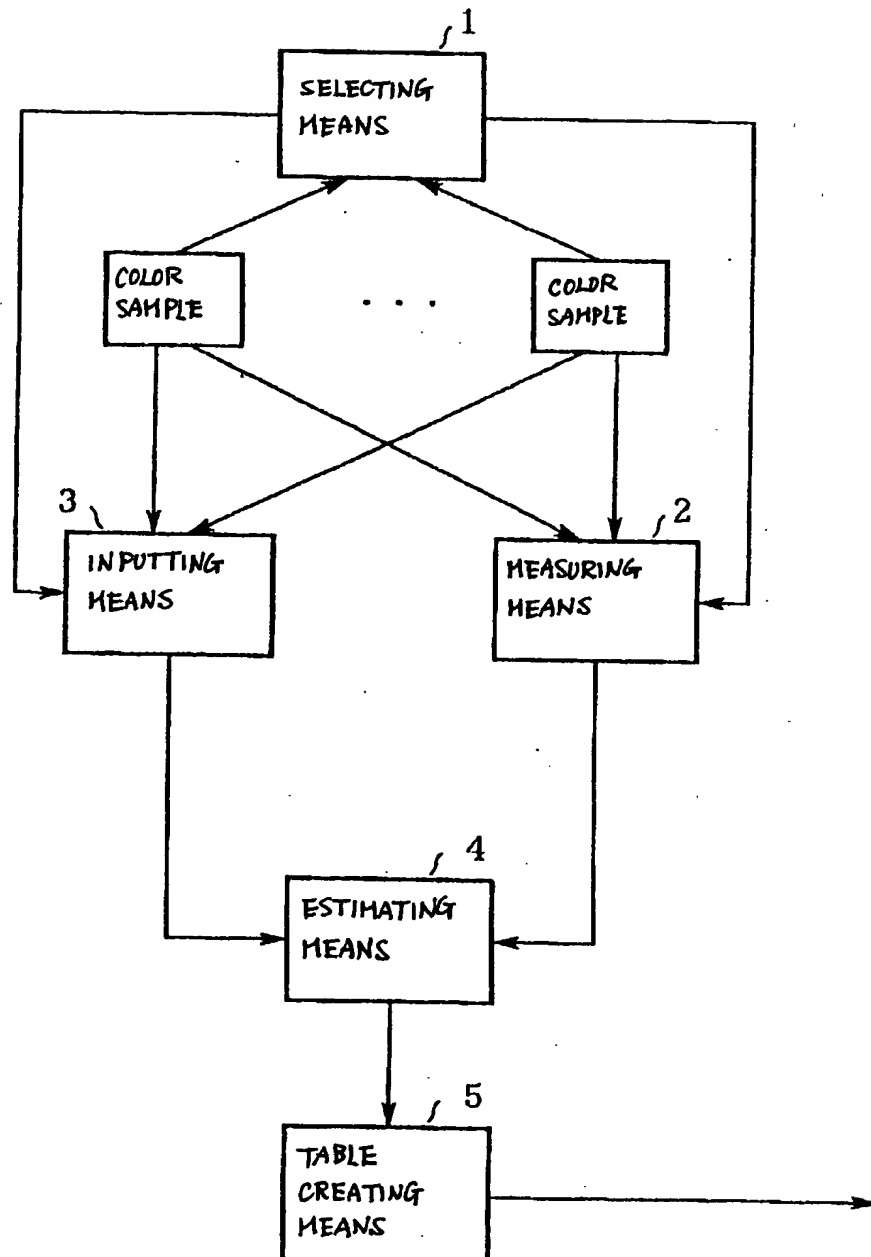 1
SELECTING
MEANS
COLOR
SAMPLE
. . .
COLOR
SAMPLE
3
INPUTTING
MEANS
2
MEASURING
MEANS
4
ESTIMATING
MEANS
5
TABLE
CREATING
MEANS